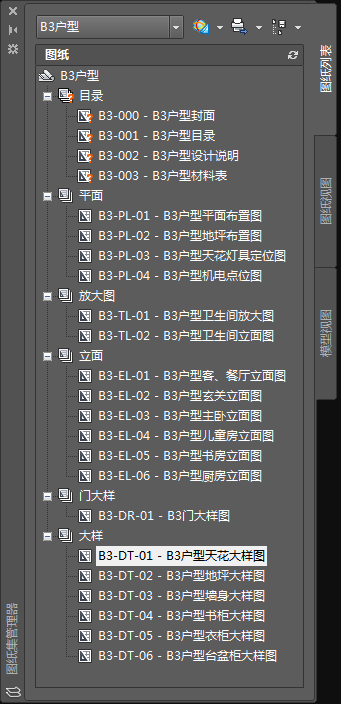 B3户型
图纸
B3户型
目录
B3-000 - B3户型封面
B3-001 - B3户型目录
B3-002 - B3户型设计说明
B3-003 - B3户型材料表
平面
B3-PL-01 - B3户型平面布置图
B3-PL-02 - B3户型地坪布置图
B3-PL-03 - B3户型天花灯具定位图
B3-PL-04 - B3户型机电点位图
放大图
B3-TL-01 - B3户型卫生间放大图
B3-TL-02 - B3户型卫生间立面图
立面
B3-EL-01 - B3户型客、餐厅立面图
B3-EL-02 - B3户型玄关立面图
B3-EL-03 - B3户型主卧立面图
B3-EL-04 - B3户型儿童房立面图
B3-EL-05 - B3户型书房立面图
B3-EL-06 - B3户型厨房立面图
门大样
B3-DR-01 - B3门大样图
大样
B3-DT-01 - B3户型天花大样图
B3-DT-02 - B3户型地坪大样图
B3-DT-03 - B3户型墙身大样图
B3-DT-04 - B3户型书柜大样图
B3-DT-05 - B3户型衣柜大样图
B3-DT-06 - B3户型台盆柜大样图
图纸列表
图纸视图
模型视图
图纸集管理器